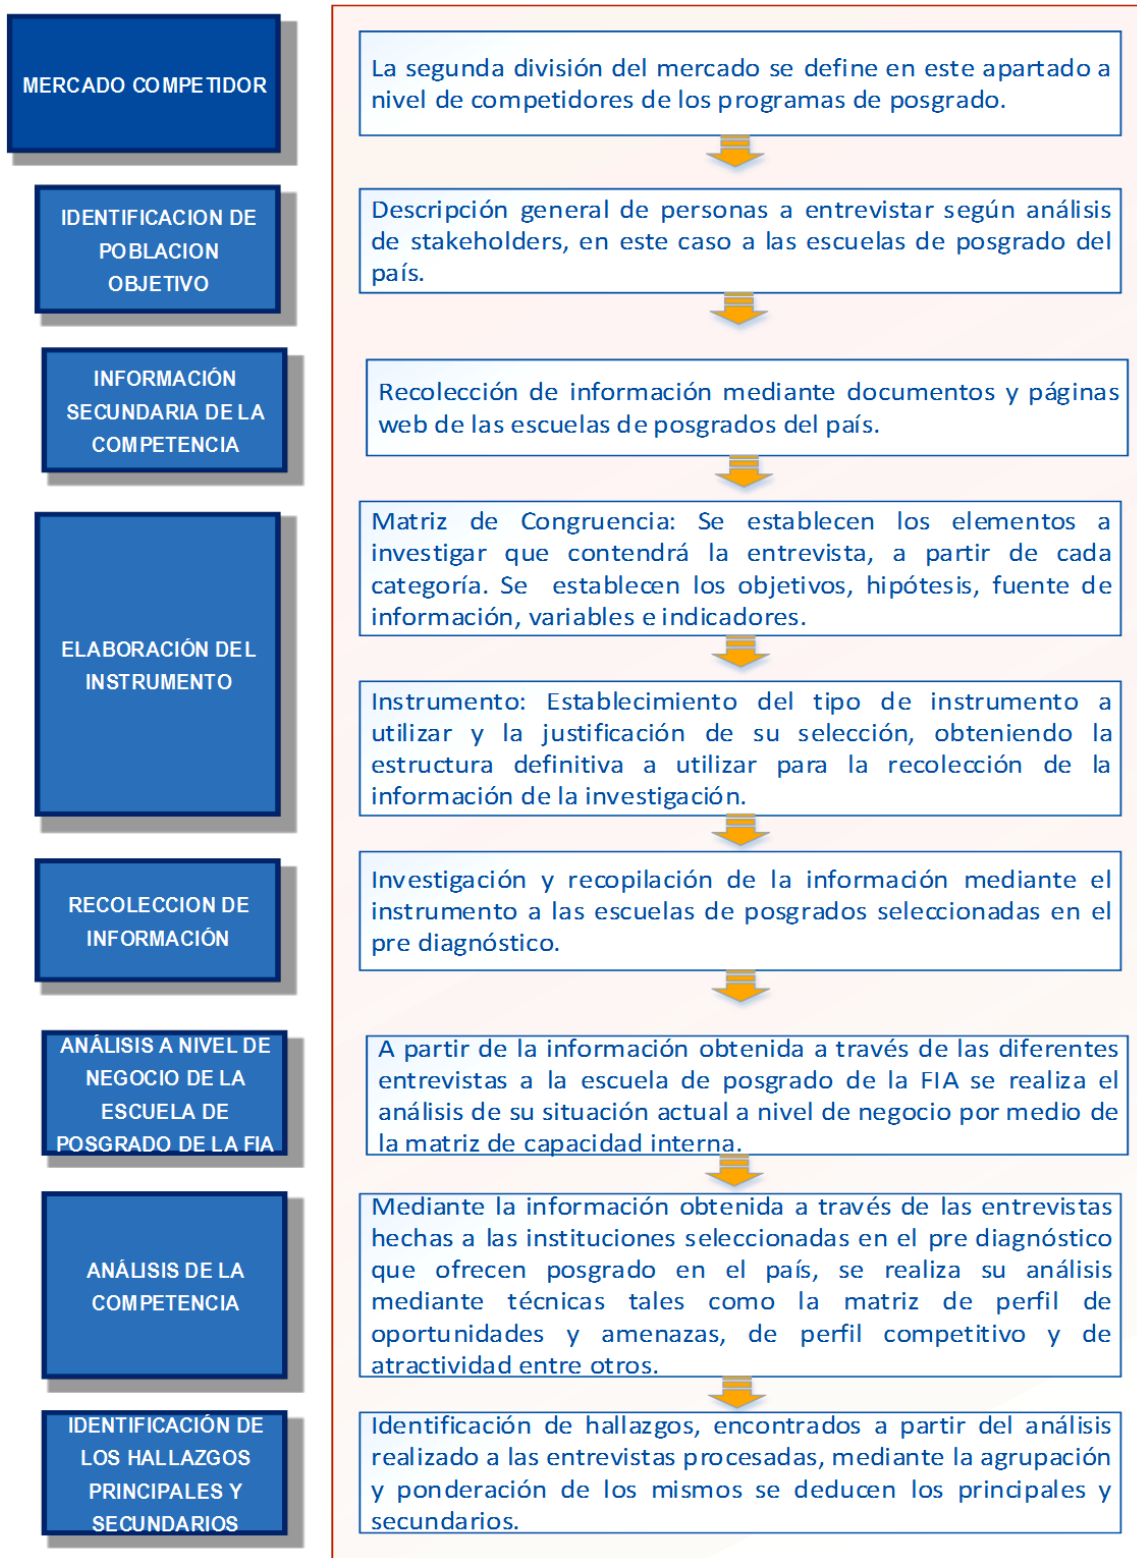 MERCADO COMPETIDOR
La segunda división del mercado se define en este apartado a
nivel de competidores de los programas de posgrado.
IDENTIFICACION DE
POBLACION
OBJETIVO
Descripción general de personas a entrevistar según análisis
de stakeholders, en este caso a las escuelas de posgrado del
país.
INFORMACIÓN
SECUNDARIA DE LA
COMPETENCIA
Recolección de información mediante documentos y páginas
web de las escuelas de posgrados del país.
ELABORACIÓN DEL
INSTRUMENTO
Matriz de Congruencia: Se establecen los elementos a
investigar que contendrá la entrevista, a partir de cada
categoría. Se establecen los objetivos, hipótesis, fuente de
información, variables e indicadores.
Instrumento: Establecimiento del tipo de instrumento a
utilizar y la justificación de su selección, obteniendo la
estructura definitiva a utilizar para la recolección de la
información de la investigación.
RECOLECCION DE
INFORMACIÓN
Investigación y recopilación de la información mediante el
instrumento a las escuelas de posgrados seleccionadas en el
pre diagnóstico.
ANÁLISIS A NIVEL DE
NEGOCIO DE LA
ESCUELA DE
POSGRADO DE LA FIA
A partir de la información obtenida a través de las diferentes
entrevistas a la escuela de posgrado de la FIA se realiza el
análisis de su situación actual a nivel de negocio por medio de
la matriz de capacidad interna.
ANÁLISIS DE LA
COMPETENCIA
Mediante la información obtenida a través de las entrevistas
hechas a las instituciones seleccionadas en el pre diagnóstico
que ofrecen posgrado en el país, se realiza su análisis
mediante técnicas tales como la matriz de perfil de
oportunidades y amenazas, de perfil competitivo y de
atractividad entre otros.
IDENTIFICACIÓN DE
LOS HALLAZGOS
PRINCIPALES Y
SECUNDARIOS
Identificación de hallazgos, encontrados a partir del análisis
realizado a las entrevistas procesadas, mediante la agrupación
y ponderación de los mismos se deducen los principales y
secundarios.